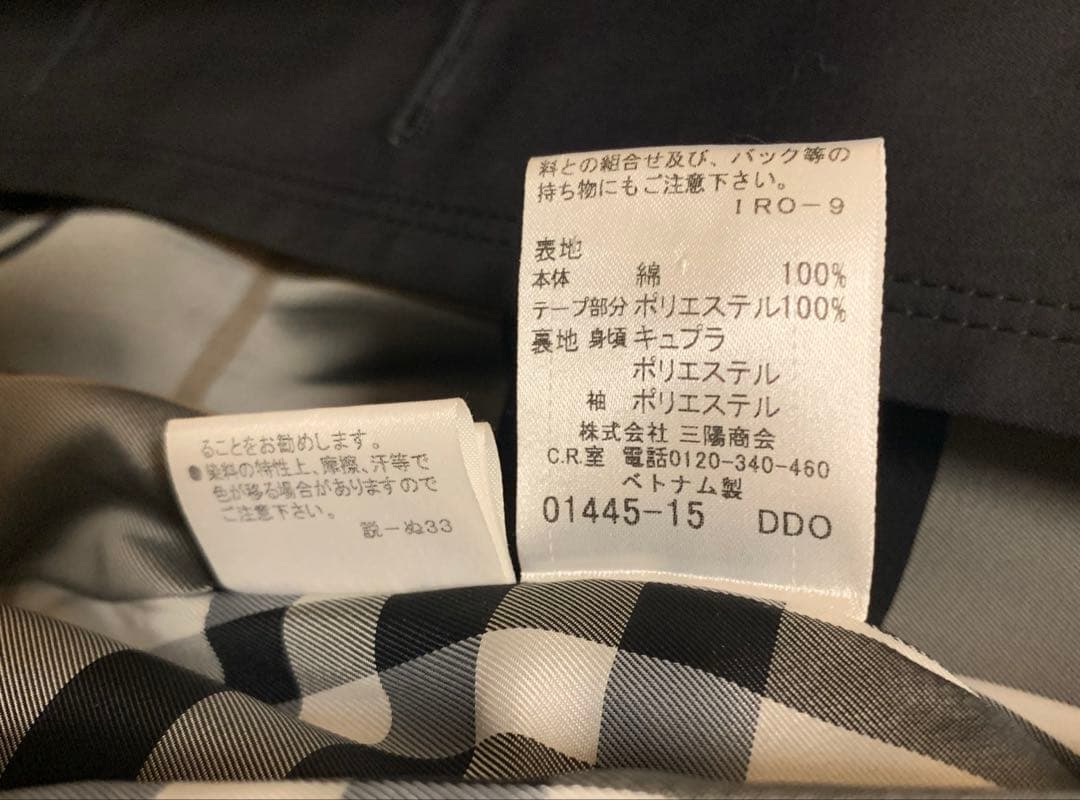 料との組合せ及び、バック等の
持ち物にもご注意下さい。
IRO-9
表地
本体 綿 100%
テープ部分 ポリエステル100%
裏地 身頃 キュプラ
ポリエステル
袖 ポリエステル
株式会社 三陽商会
C.R.室 電話0120-340-460
ベトナム製
01445-15 DDO
ることをお勧めします。
●染料の特性上、摩擦、汗等で
色が移る場合がありますので
ご注意下さい。
説-ぬ33